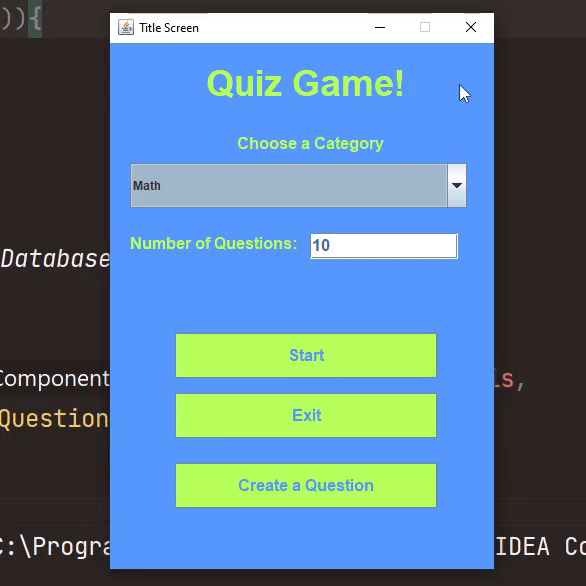 )){
Title Screen
Quiz Game!
Choose a Category
Math
Database
Number of Questions: 10
Start
Component is,
Question Exit
Create a Question
C:\Progra IDEA Co